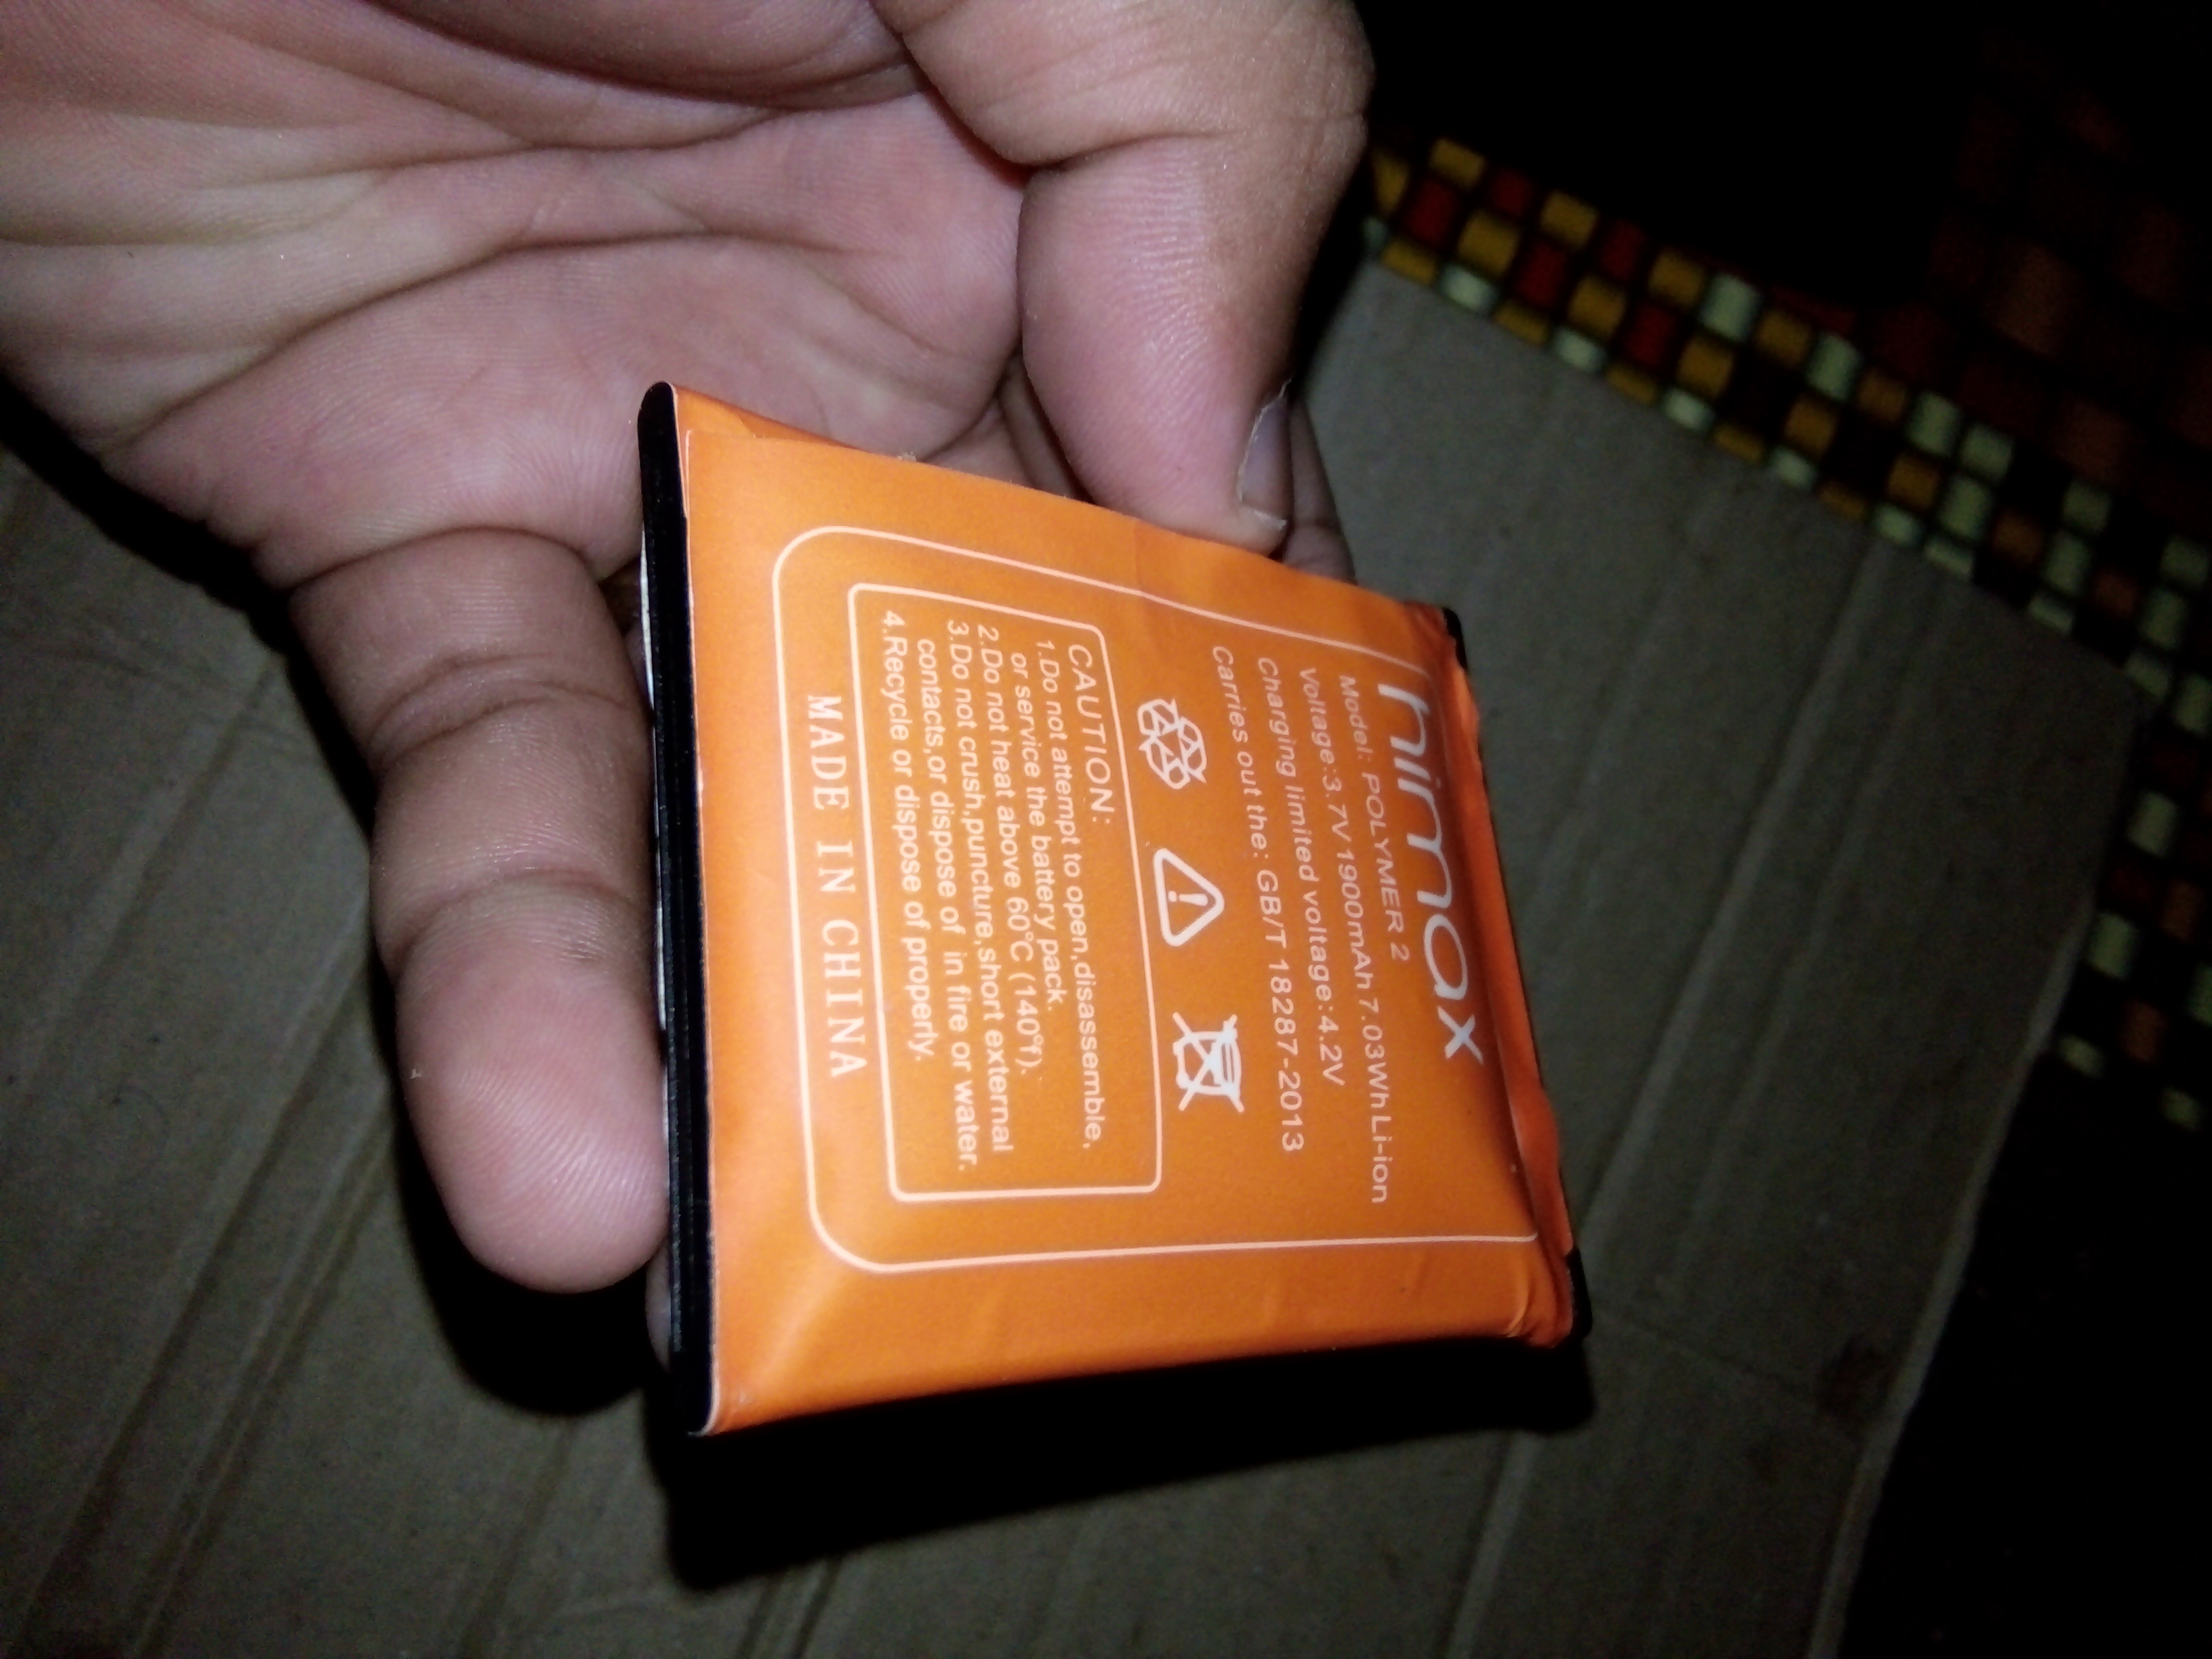 himax
Model: POLYMER 2
Voltage:3.7V 1900mAh 7.03Wh Li-ion
Charging limited voltage:4.2V
Carries out the: GB/T 18287-2013
CAUTION:
1.Do not attempt to open,disassemble,
or service the battery pack.
2.Do not heat above 60℃ (140℉).
3.Do not crush,puncture,short external
contacts,or dispose of in fire or water.
4.Recycle or dispose of properly.
MADE IN CHINA